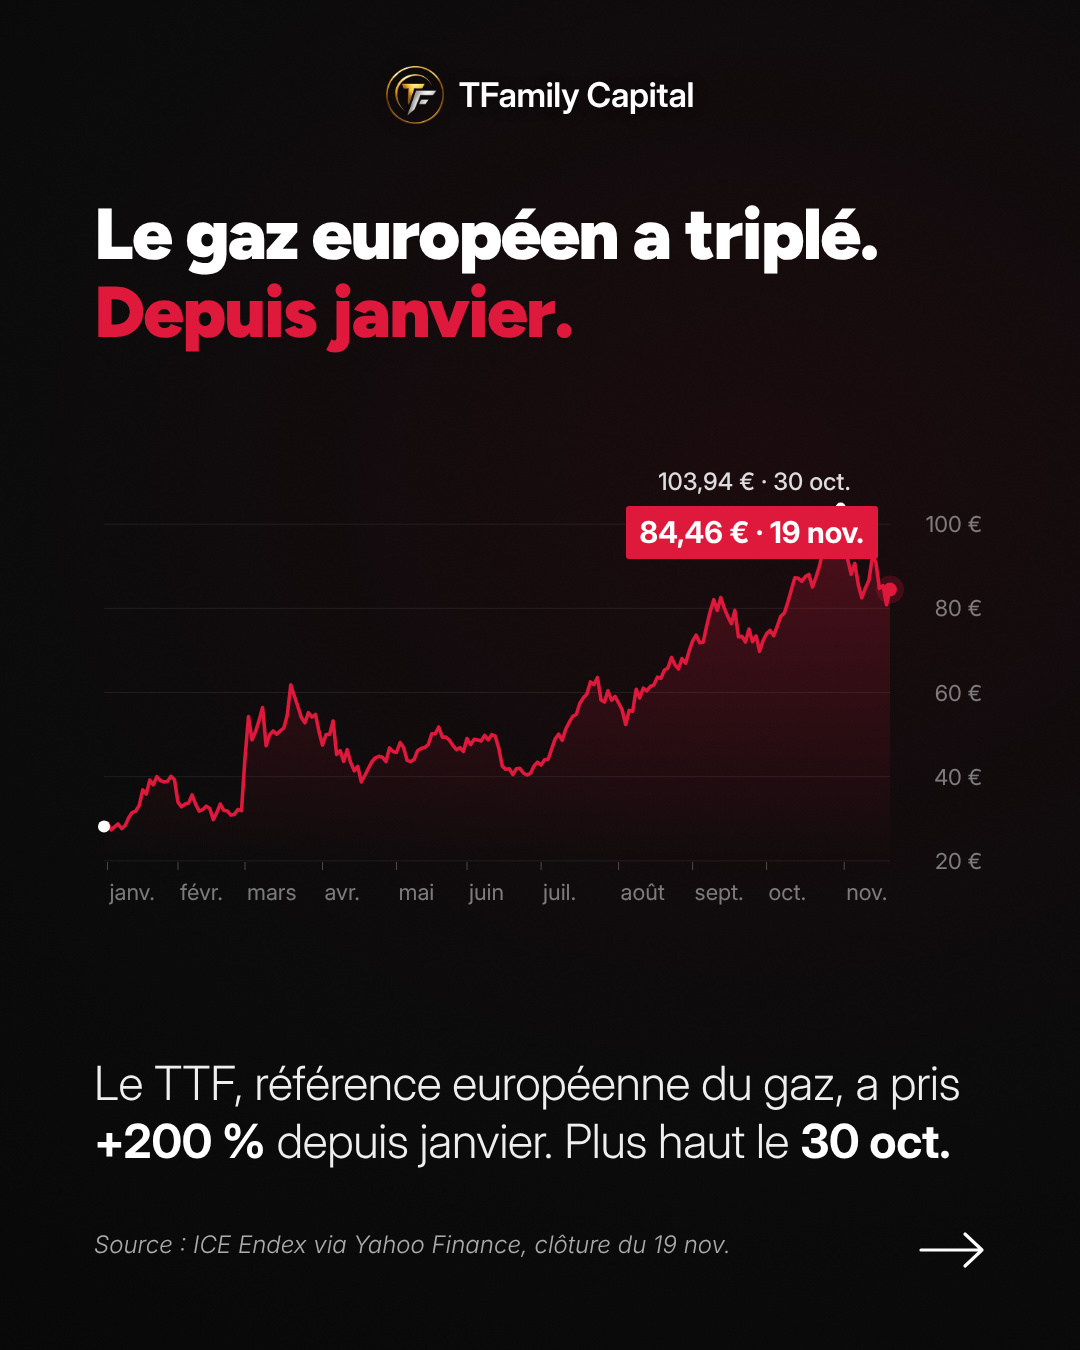 TF TFamily Capital
Le gaz européen a triplé.
Depuis janvier.
103,94 € · 30 oct.
84,46 € · 19 nov.
100 €
80 €
60 €
40 €
20 €
janv. févr. mars avr. mai juin juil. août sept. oct. nov.
Le TTF, référence européenne du gaz, a pris
+200 % depuis janvier. Plus haut le 30 oct.
Source : ICE Endex via Yahoo Finance, clôture du 19 nov.